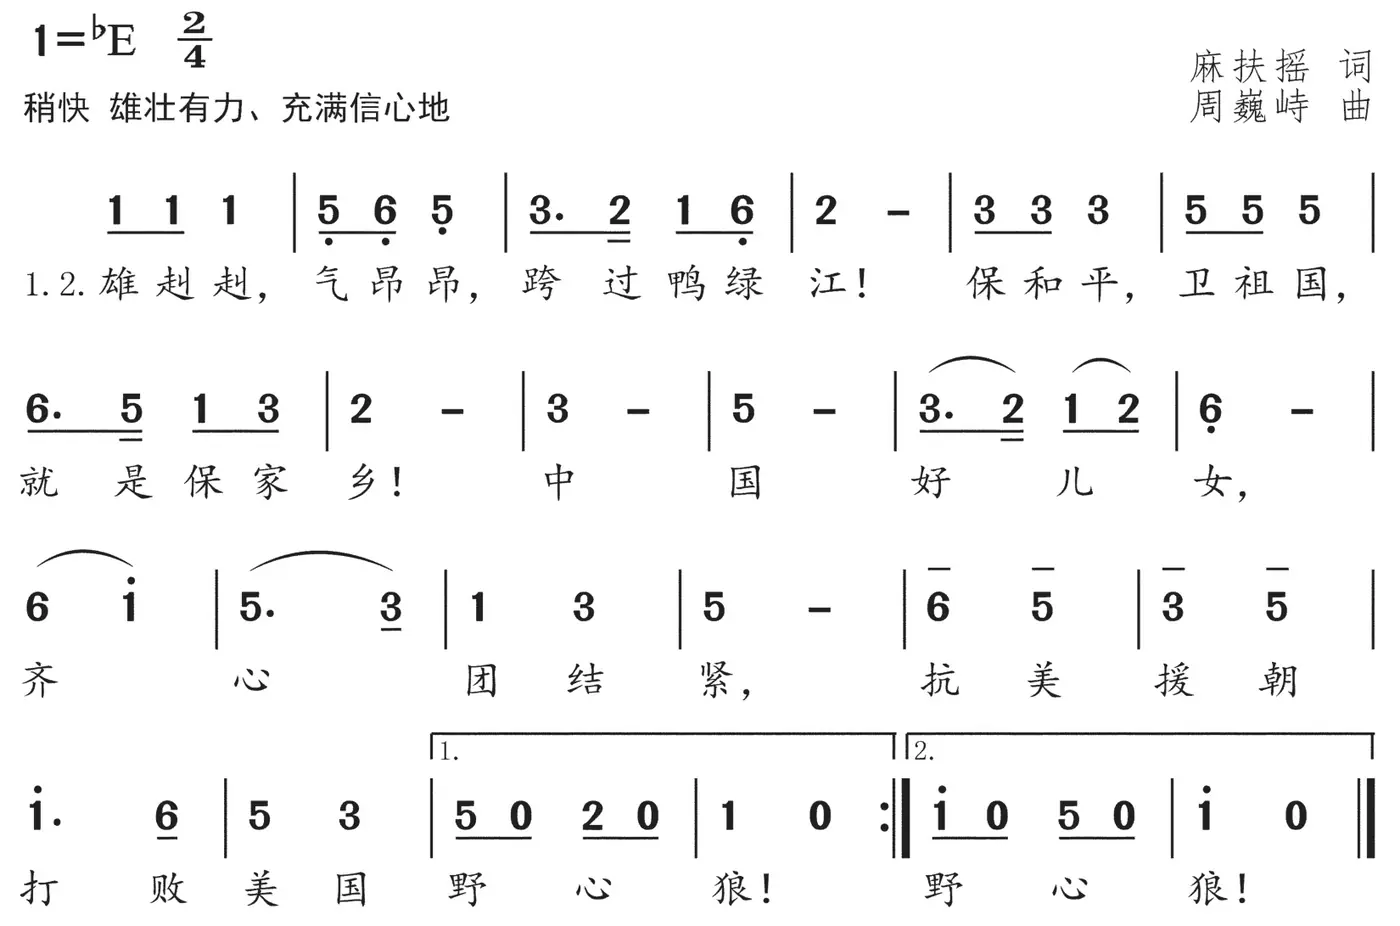 1=♭E 2/4
麻扶摇 词
稍快 雄壮有力、充满信心地
周巍峙 曲
1 1 1 | 5̣ 6̣ 5̣ | 3. 2 1 6̣ | 2 – | 3 3 3 | 5 5 5 |
1.2.雄赳赳，气昂昂，跨过鸭绿江！保和平，卫祖国，
6. 5 1 3 | 2 – | 3 – | 5 – | 3. 2 1 2 | 6̣ – |
就是保家乡！中国好儿女，
6 1̇ | 5. 3 | 1 3 | 5 – | 6 5 | 3 5 |
齐心团结紧，抗美援朝
1. 2.
1̇. 6 | 5 3 | 5 0 2 0 | 1 0 :‖ 1̇ 0 5 0 | 1̇ 0 ‖
打败美国野心狼！野心狼！